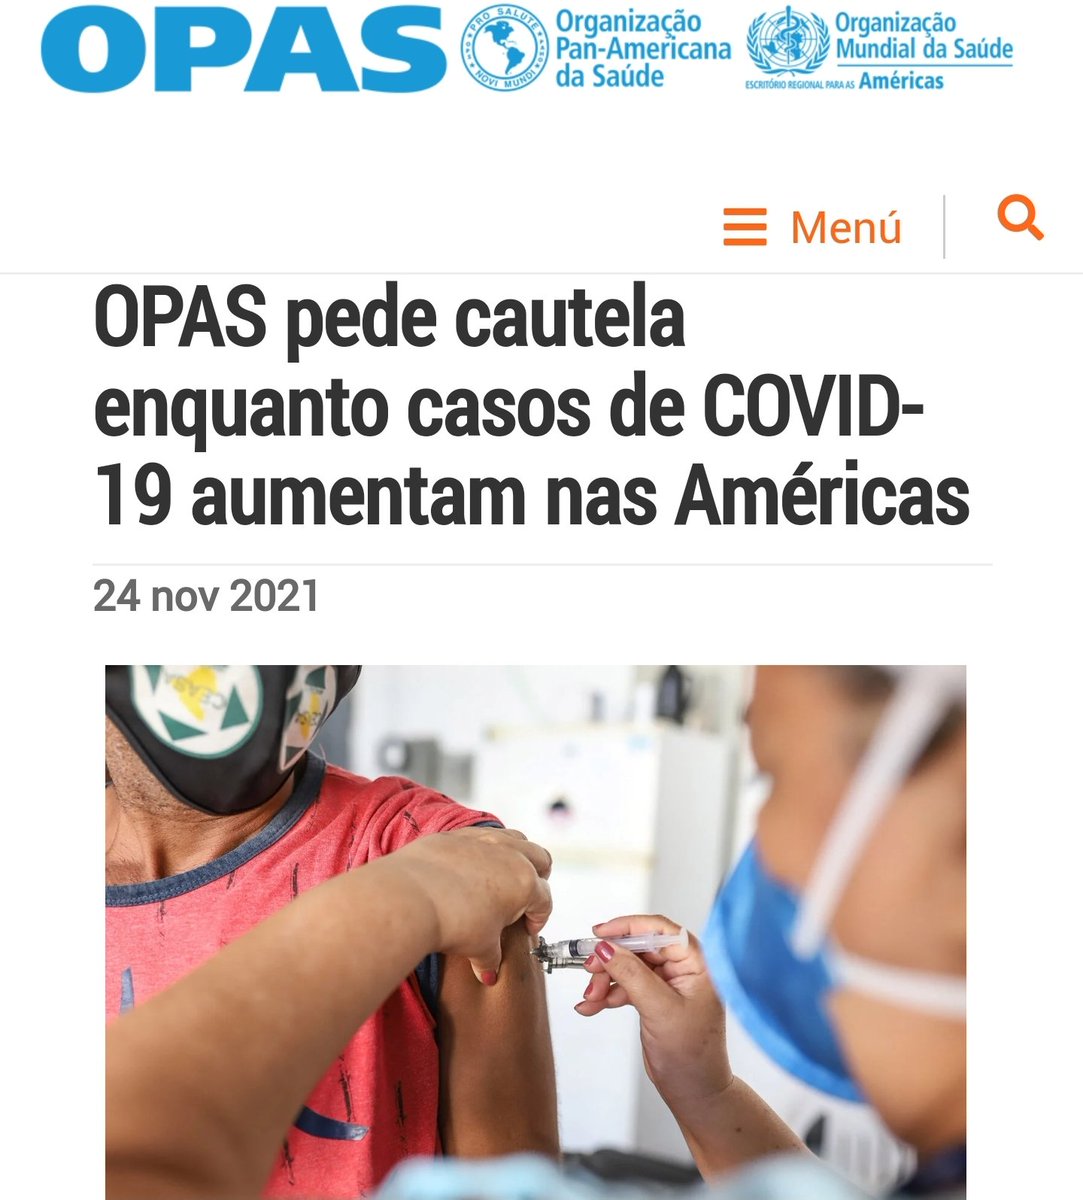 OPAS
PRO SALUTE
NOVI MUNDI
Organização
Pan-Americana
da Saúde
Organização
Mundial da Saúde
ESCRITÓRIO REGIONAL PARA AS Américas
Menú
OPAS pede cautela
enquanto casos de COVID-
19 aumentam nas Américas
24 nov 2021
CEASA
CEASA